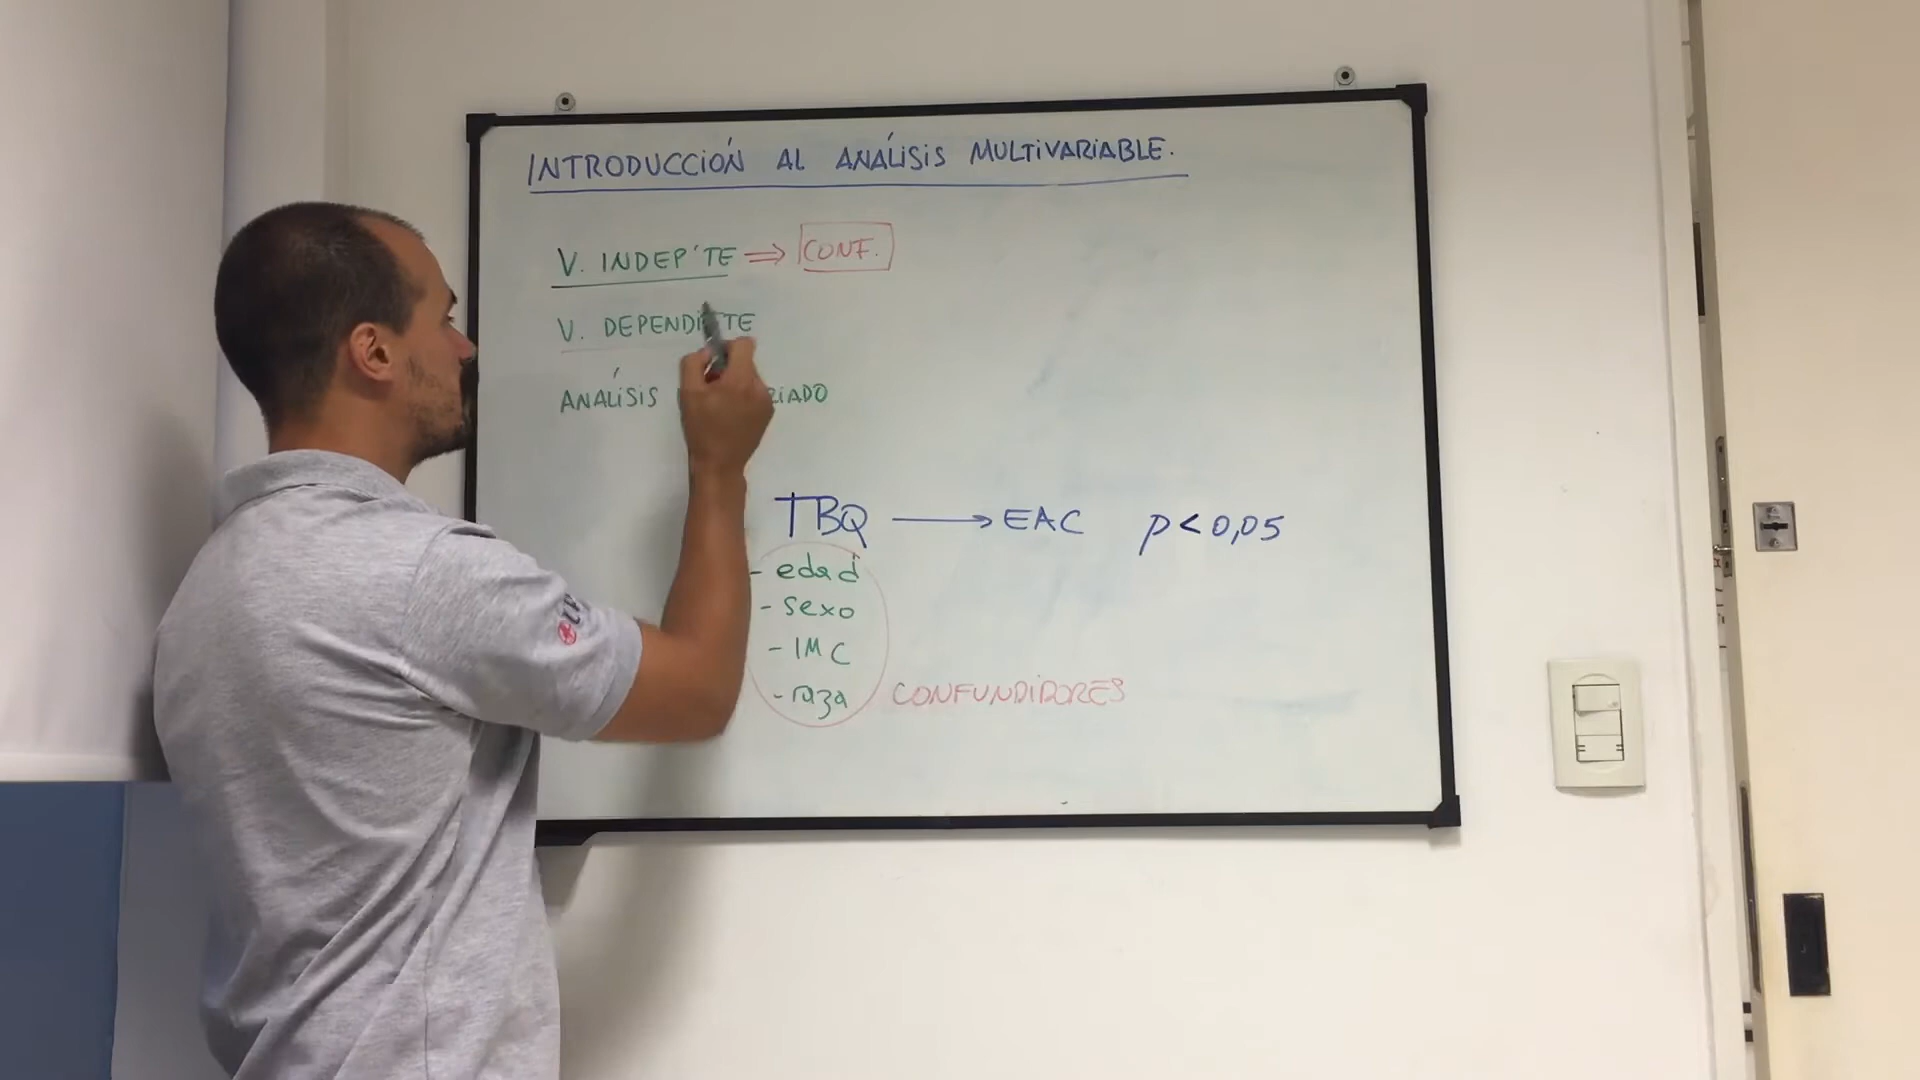 INTRODUCCIÓN AL ANÁLISIS MULTIVARIABLE.
V. INDEP'TE ⇒ CONF.
V. DEPENDI TE
ANÁLISIS
TBQ → EAC p<0,05
- edad
- sexo
- IMC
- raza CONFUNDIDORES